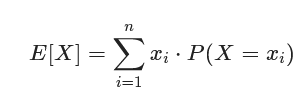 E[X] = \sum_{i=1}^{n} x_i \cdot P(X = x_i)